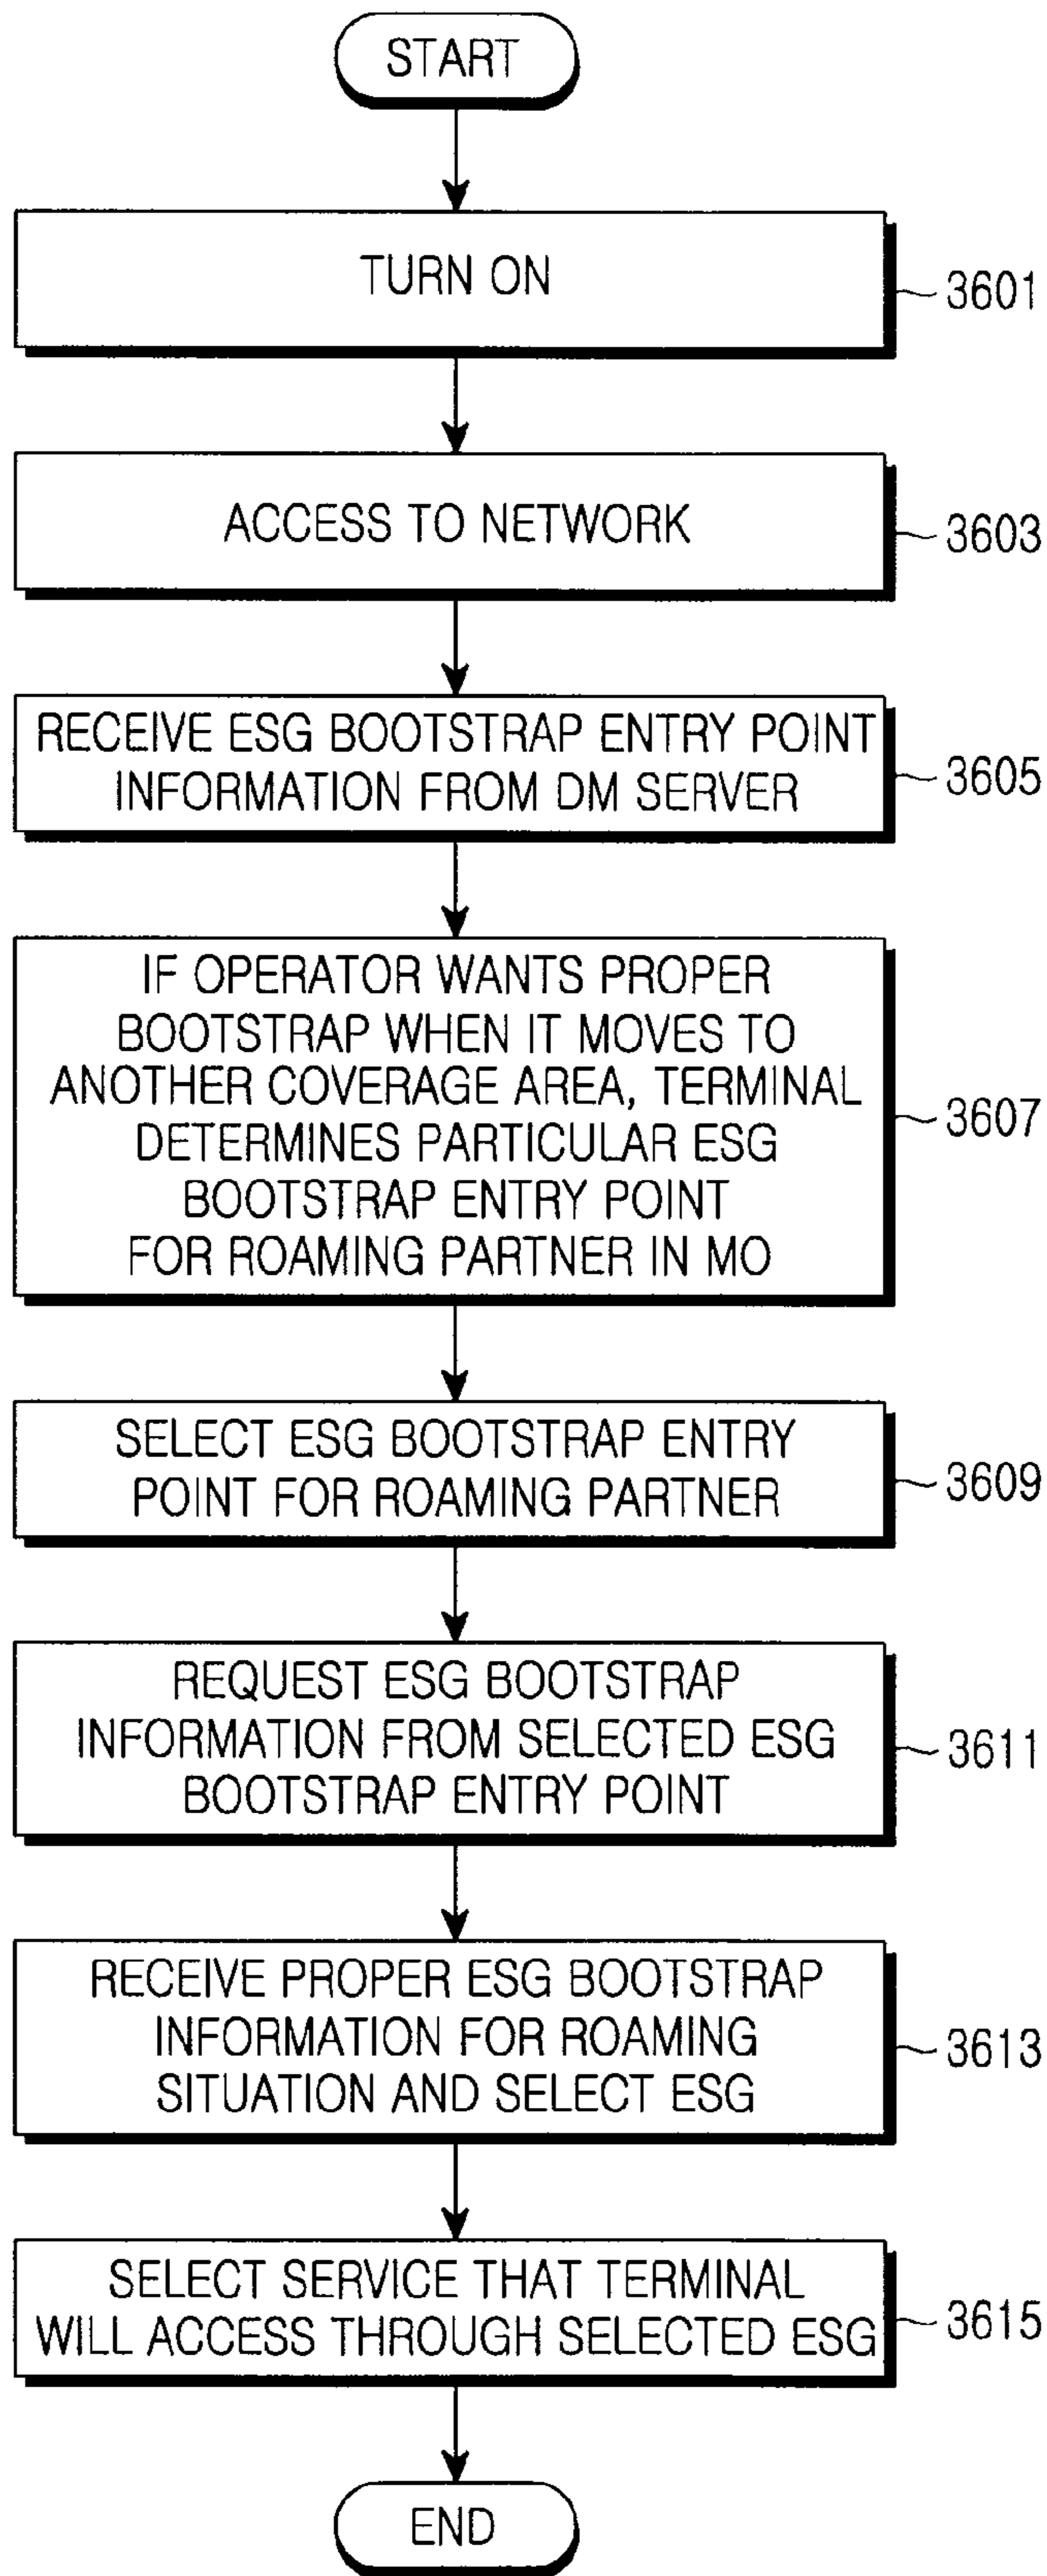 START
TURN ON
3601
ACCESS TO NETWORK
3603
RECEIVE ESG BOOTSTRAP ENTRY POINT
INFORMATION FROM DM SERVER
3605
IF OPERATOR WANTS PROPER
BOOTSTRAP WHEN IT MOVES TO
ANOTHER COVERAGE AREA, TERMINAL
DETERMINES PARTICULAR ESG
BOOTSTRAP ENTRY POINT
FOR ROAMING PARTNER IN MO
3607
SELECT ESG BOOTSTRAP ENTRY
POINT FOR ROAMING PARTNER
3609
REQUEST ESG BOOTSTRAP
INFORMATION FROM SELECTED ESG
BOOTSTRAP ENTRY POINT
3611
RECEIVE PROPER ESG BOOTSTRAP
INFORMATION FOR ROAMING
SITUATION AND SELECT ESG
3613
SELECT SERVICE THAT TERMINAL
WILL ACCESS THROUGH SELECTED ESG
3615
END